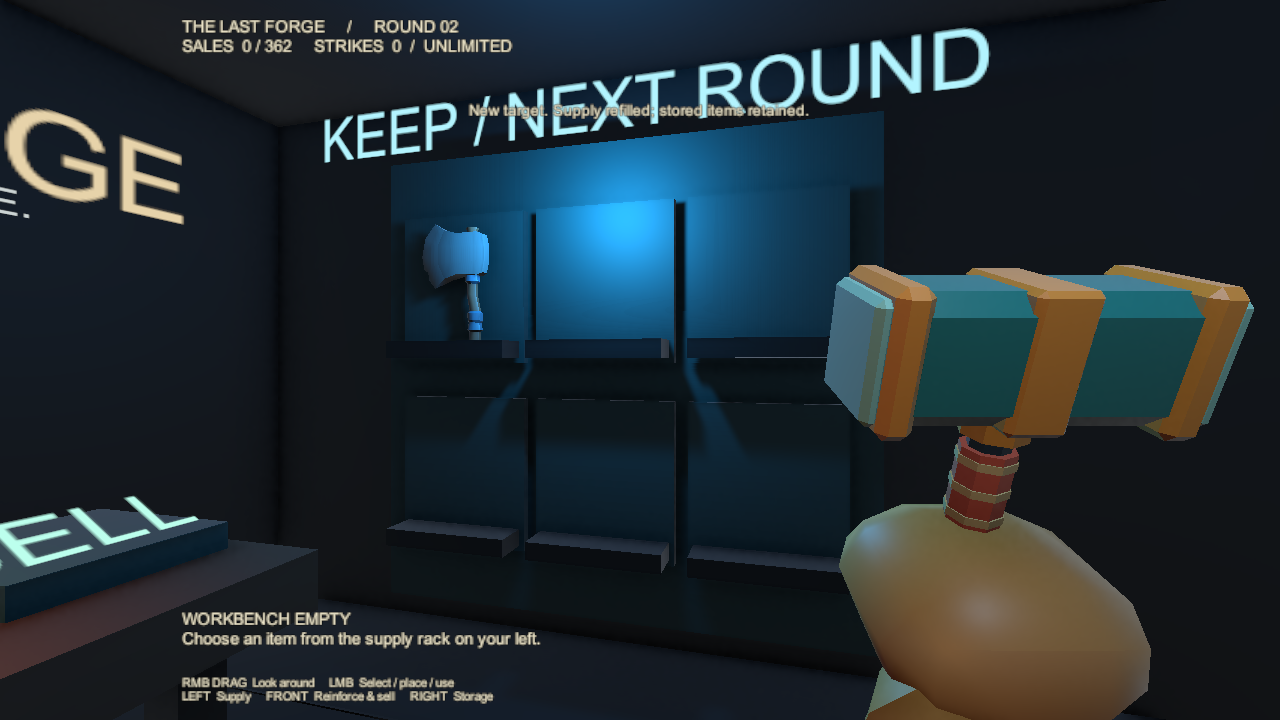 THE LAST FORGE / ROUND 02
SALES 0 / 362 STRIKES 0 / UNLIMITED
KEEP / NEXT ROUND
New target. Supply refilled; stored items retained.
GE
E.
ELL
WORKBENCH EMPTY
Choose an item from the supply rack on your left.
RMB DRAG Look around LMB Select / place / use
LEFT Supply FRONT Reinforce & sell RIGHT Storage